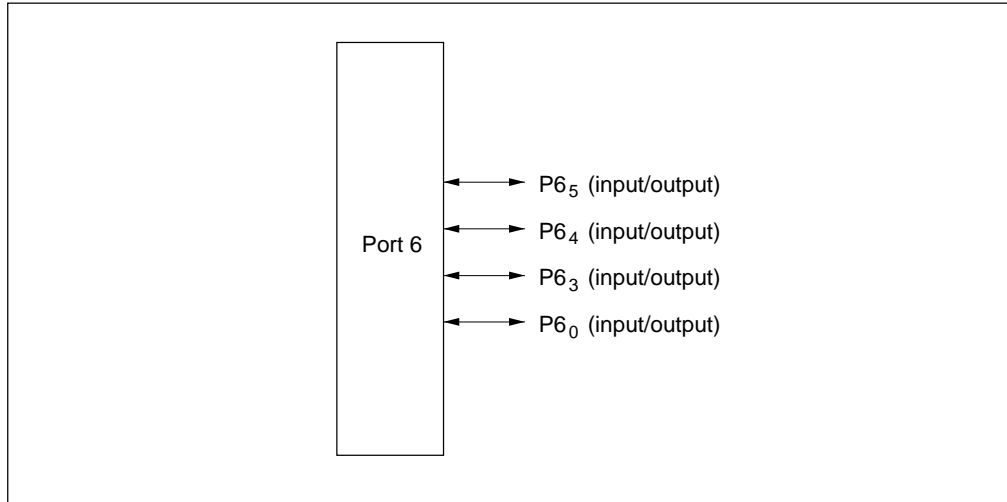 P6₅ (input/output)
P6₄ (input/output)
Port 6
P6₃ (input/output)
P6₀ (input/output)